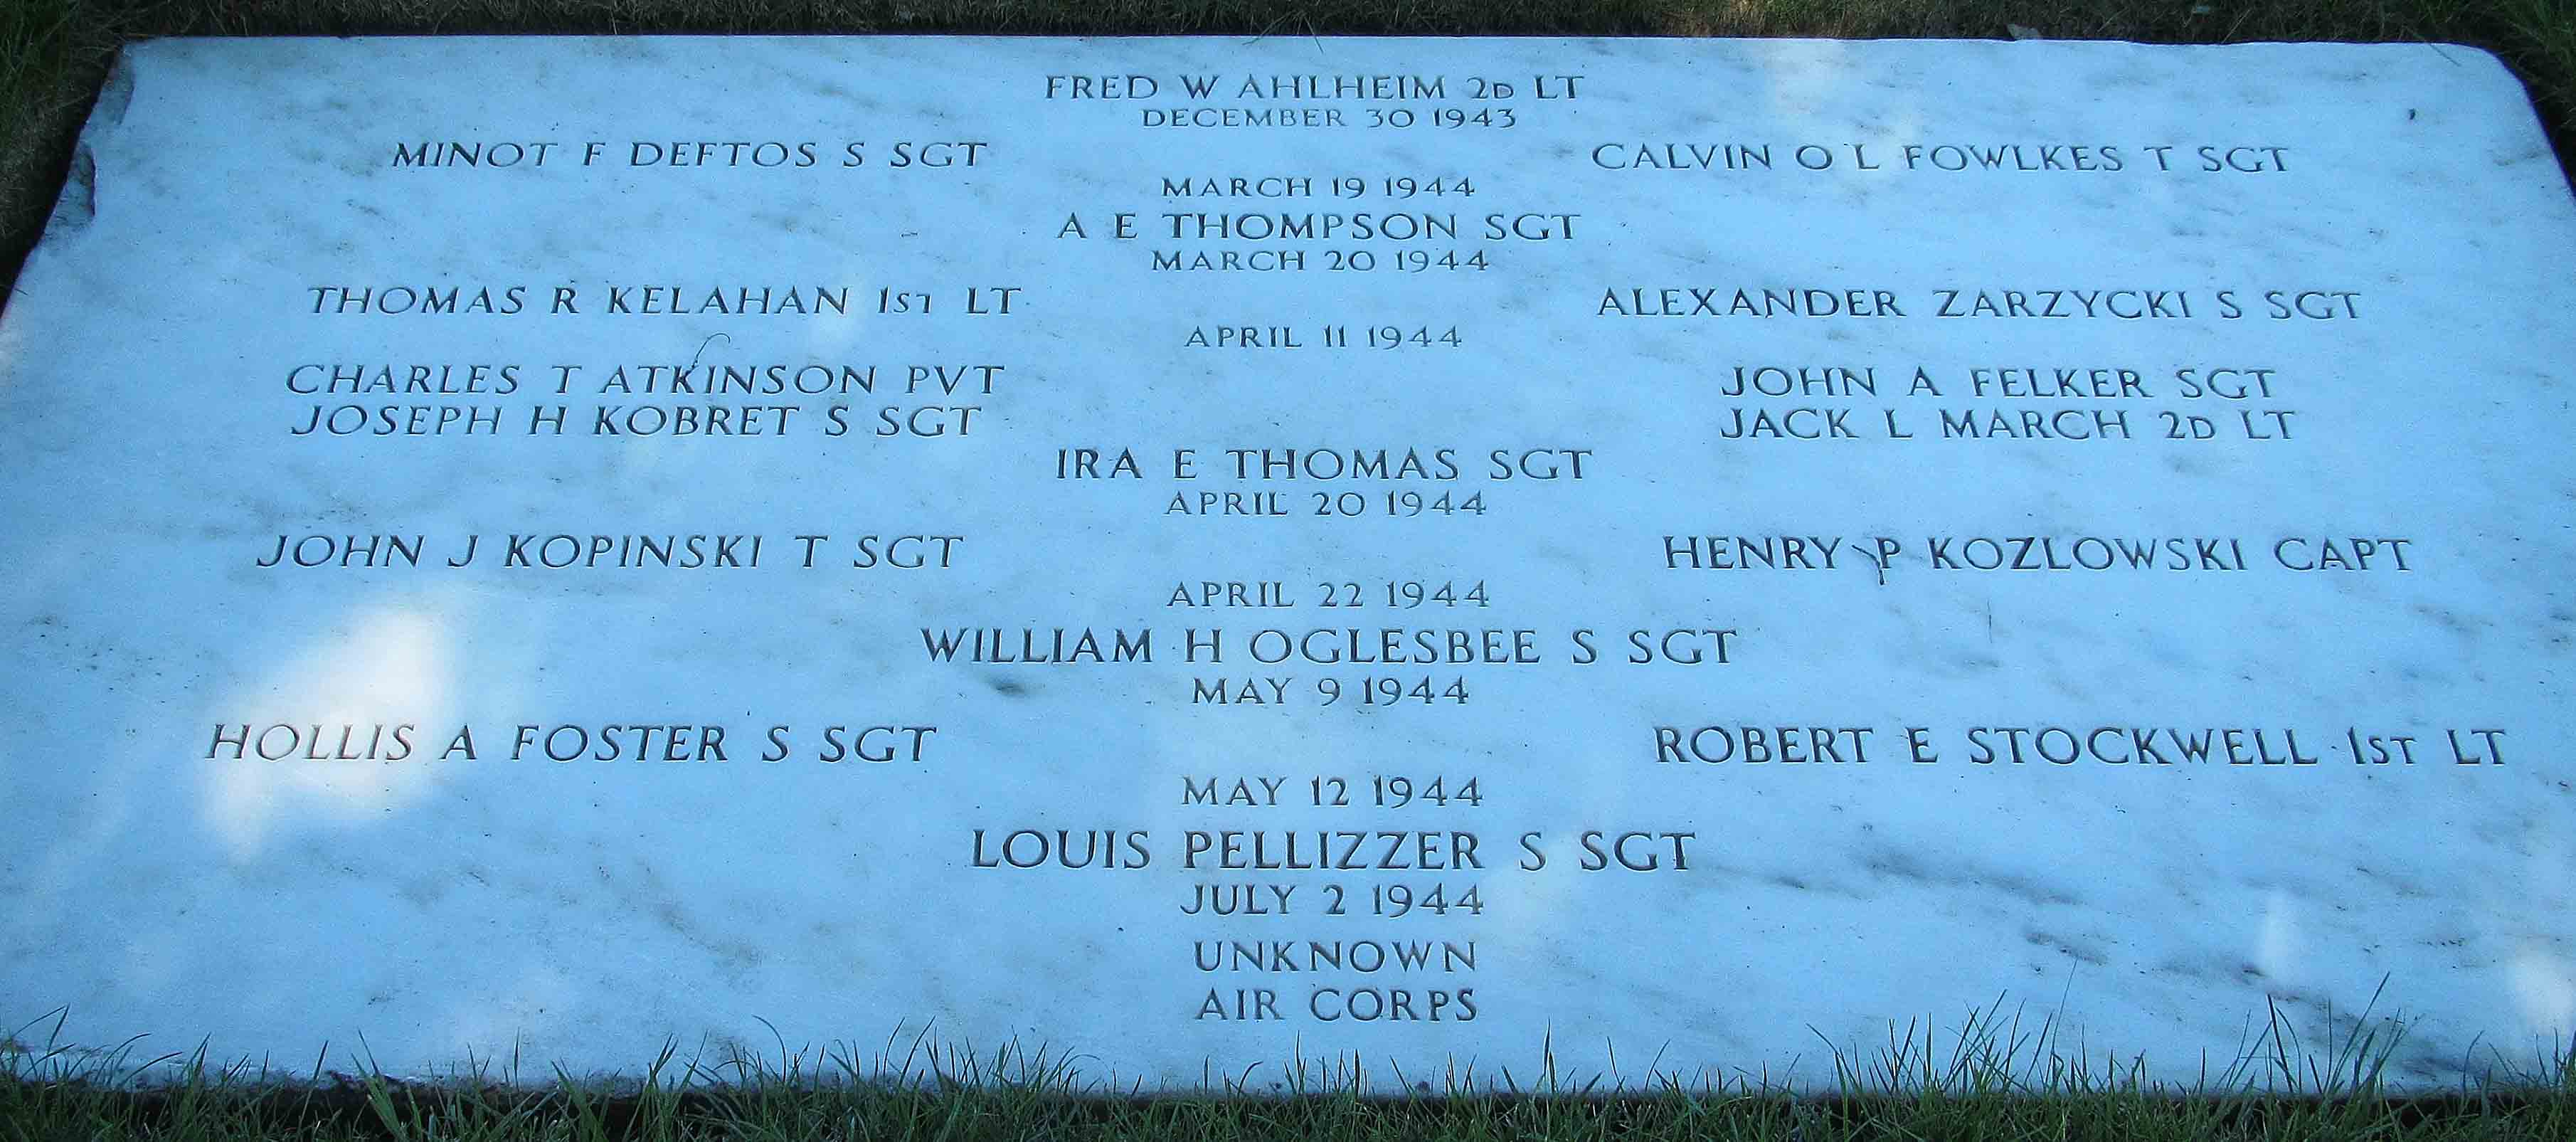 FRED W AHLHEIM 2D LT
DECEMBER 30 1943
MINOT F DEFTOS S SGT
CALVIN O L FOWLKES T SGT
MARCH 19 1944
A E THOMPSON SGT
MARCH 20 1944
THOMAS R KELAHAN 1ST LT
ALEXANDER ZARZYCKI S SGT
APRIL 11 1944
CHARLES T ATKINSON PVT
JOHN A FELKER SGT
JOSEPH H KOBRET S SGT
JACK L MARCH 2D LT
IRA E THOMAS SGT
APRIL 20 1944
JOHN J KOPINSKI T SGT
HENRY P KOZLOWSKI CAPT
APRIL 22 1944
WILLIAM H OGLESBEE S SGT
MAY 9 1944
HOLLIS A FOSTER S SGT
ROBERT E STOCKWELL 1ST LT
MAY 12 1944
LOUIS PELLIZZER S SGT
JULY 2 1944
UNKNOWN
AIR CORPS